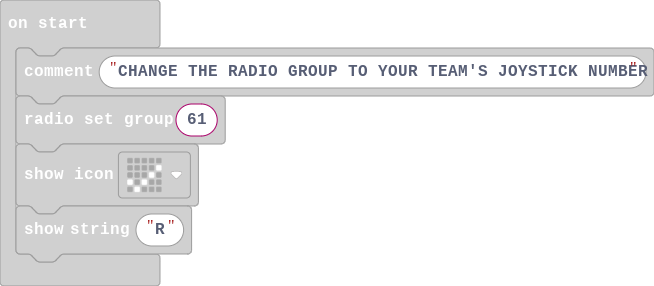 on start
comment "CHANGE THE RADIO GROUP TO YOUR TEAM'S JOYSTICK NUMBER"
radio set group 61
show icon
show string "R"